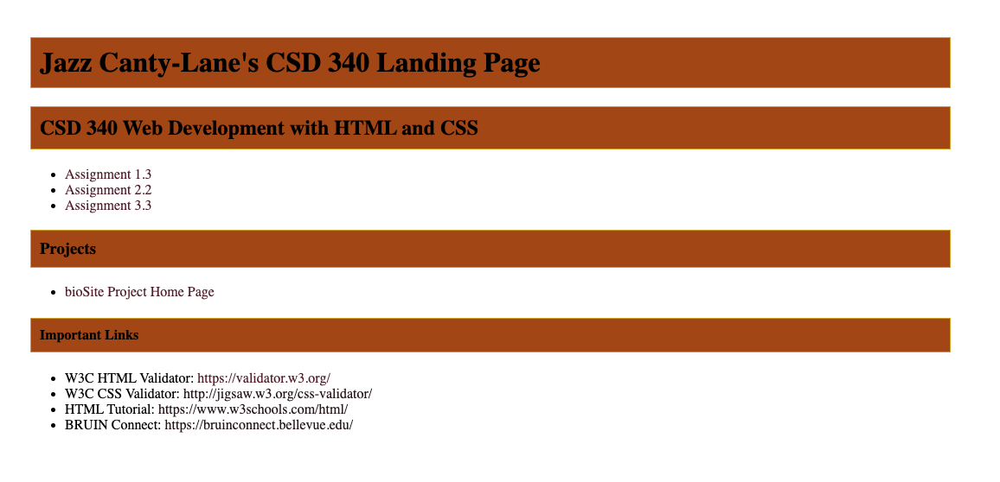 Jazz Canty-Lane's CSD 340 Landing Page
CSD 340 Web Development with HTML and CSS
Assignment 1.3
Assignment 2.2
Assignment 3.3
Projects
bioSite Project Home Page
Important Links
W3C HTML Validator: https://validator.w3.org/
W3C CSS Validator: http://jigsaw.w3.org/css-validator/
HTML Tutorial: https://www.w3schools.com/html/
BRUIN Connect: https://bruinconnect.bellevue.edu/